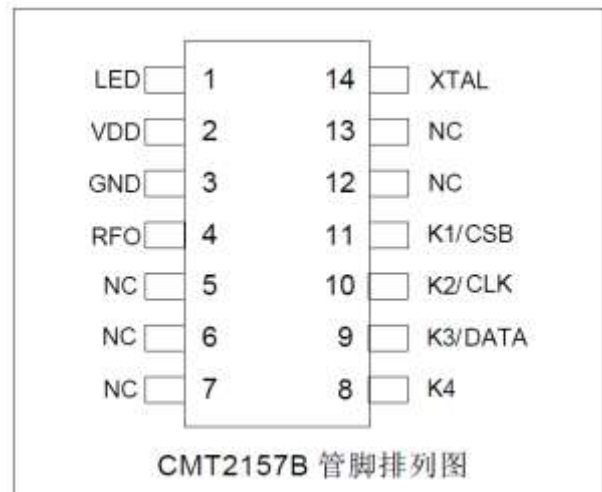 LED 1 14 XTAL
VDD 2 13 NC
GND 3 12 NC
RFO 4 11 K1/CSB
NC 5 10 K2/CLK
NC 6 9 K3/DATA
NC 7 8 K4
CMT2157B 管脚排列图